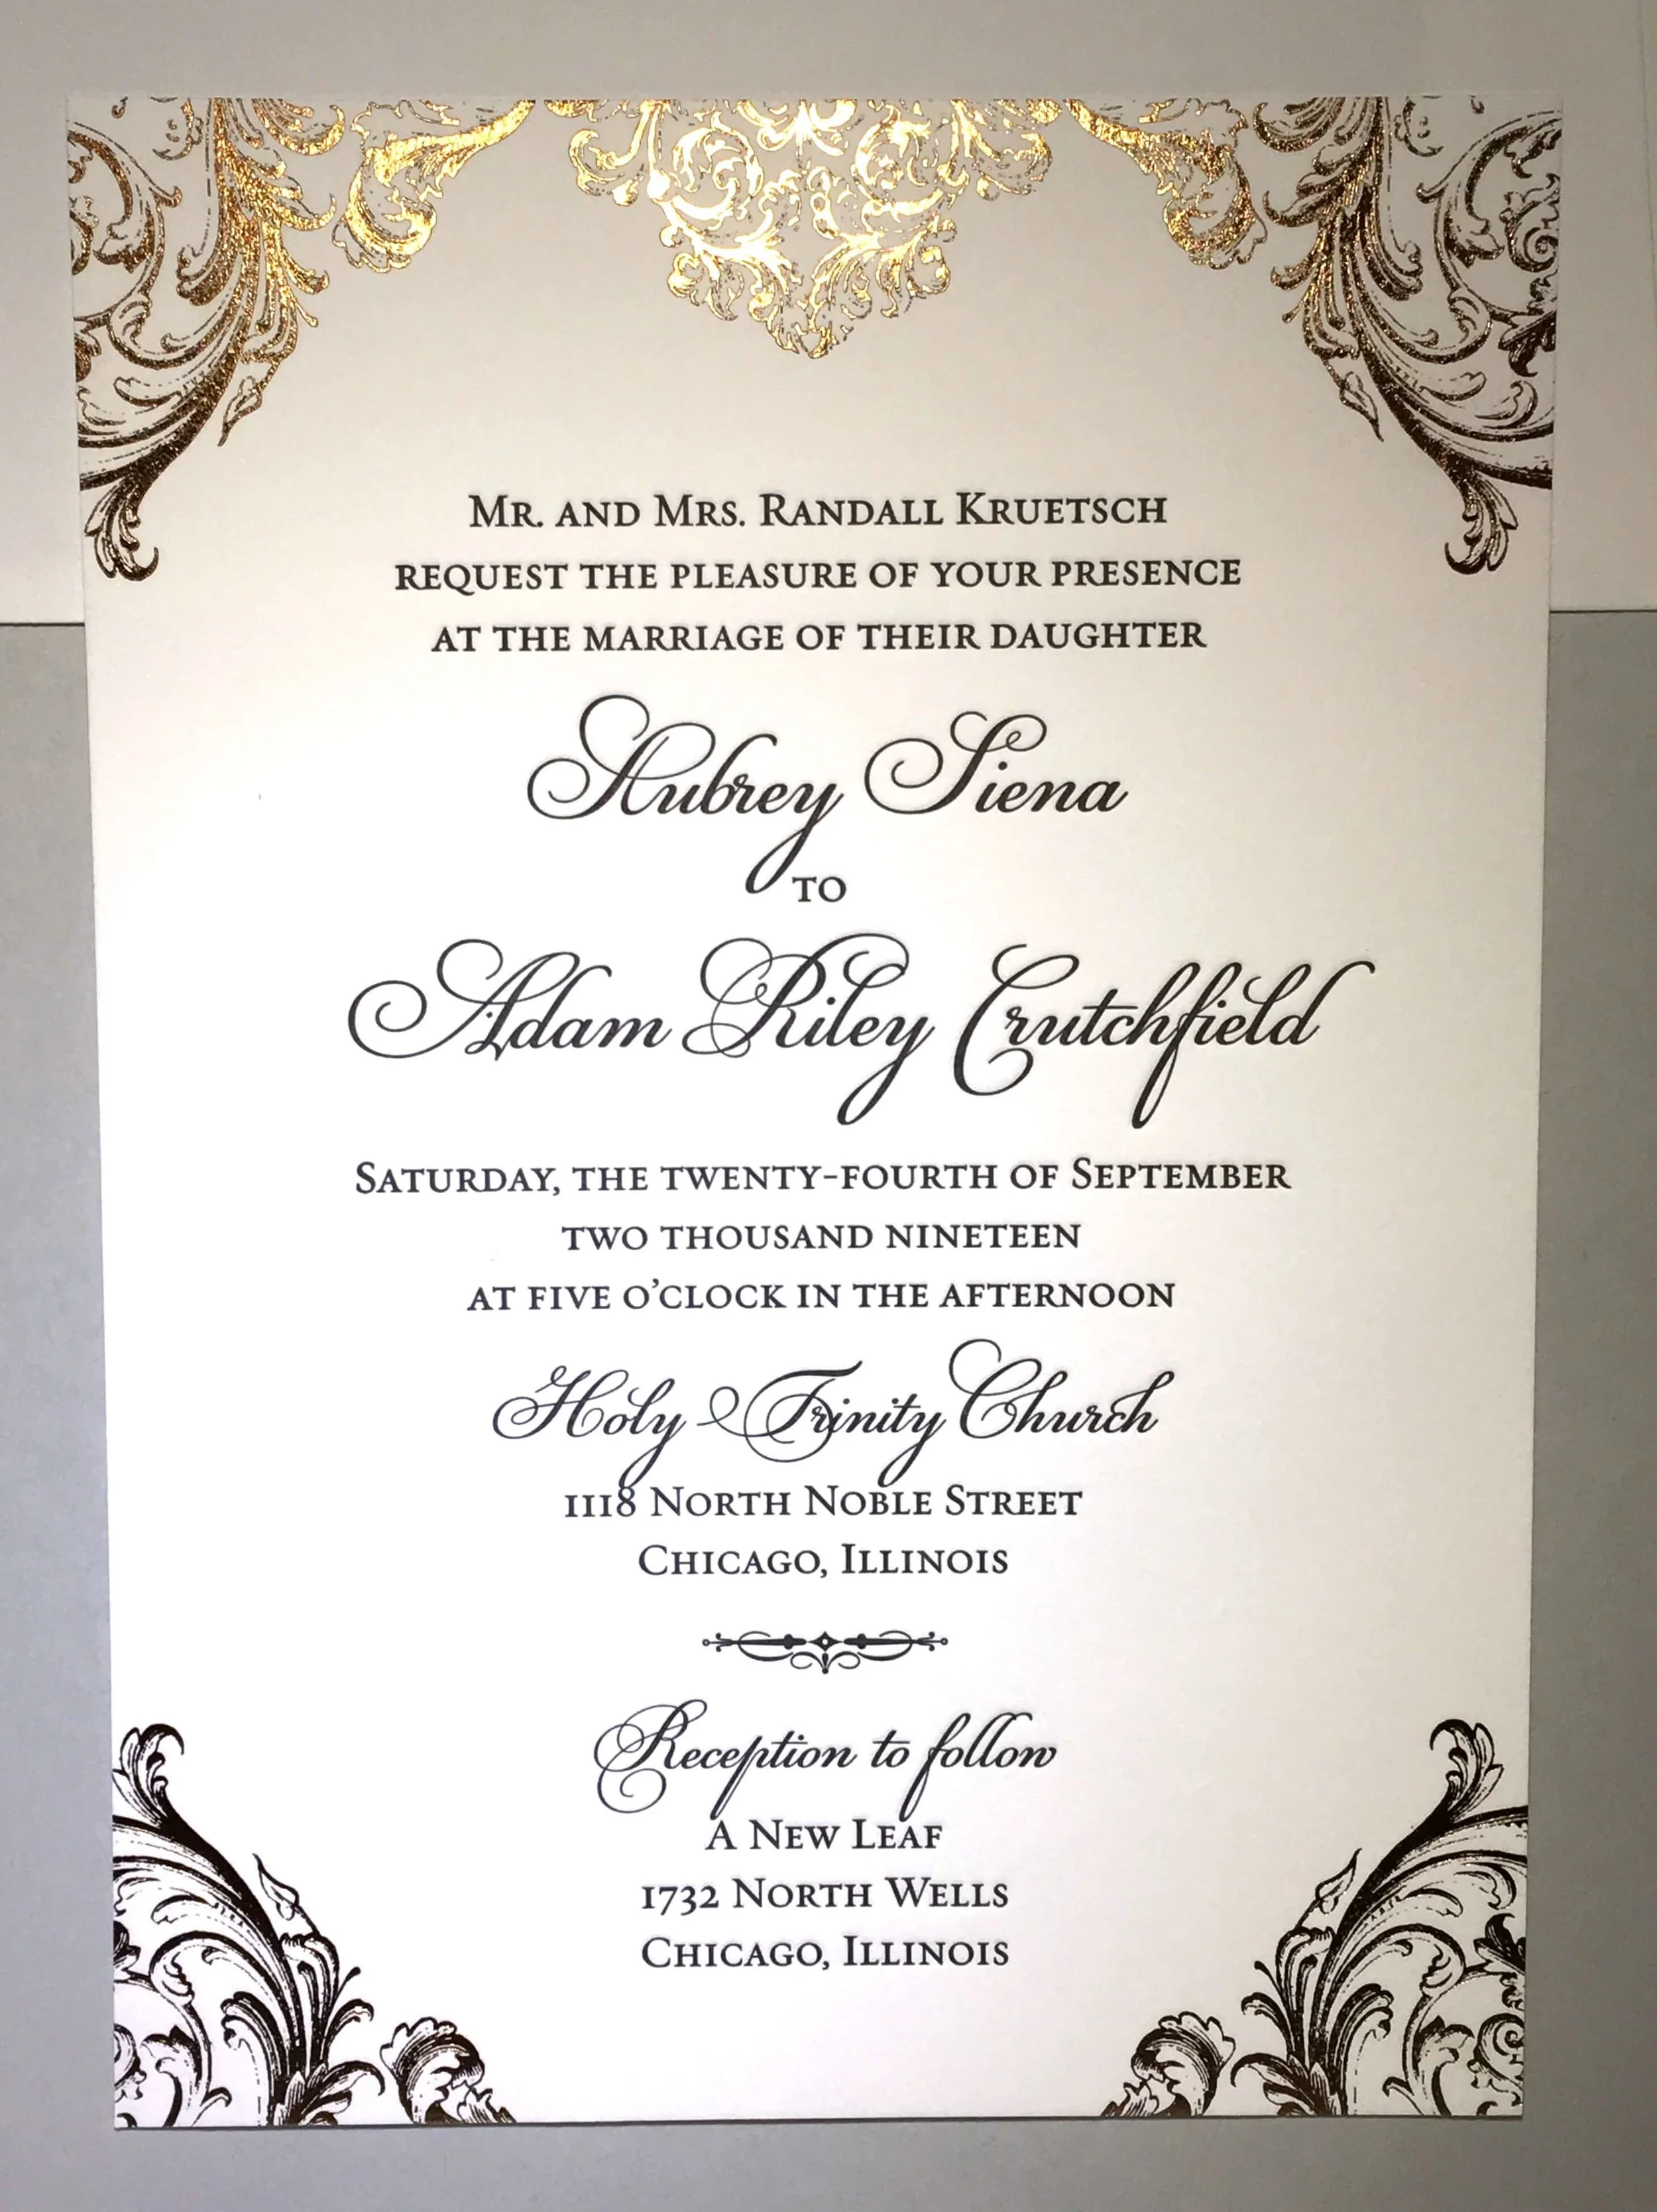 Mr. and Mrs. Randall Kruetsch
request the pleasure of your presence
at the marriage of their daughter
Aubrey Siena
to
Adam Riley Crutchfield
Saturday, the twenty-fourth of September
two thousand nineteen
at five o'clock in the afternoon
Holy Trinity Church
1118 North Noble Street
Chicago, Illinois
Reception to follow
A New Leaf
1732 North Wells
Chicago, Illinois